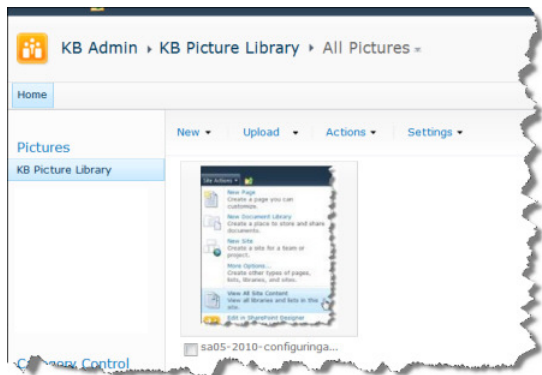 KB Admin ▸ KB Picture Library ▸ All Pictures
Home
New Upload Actions Settings
Pictures
KB Picture Library
Site Actions
New Page
Create a page you can
customize.
New Document Library
Create a place to store and share
documents.
New Site
Create a site for a team or
project.
More Options...
Create other types of pages,
lists, libraries, and sites.
View All Site Content
View all libraries and lists in this
site.
Edit in SharePoint Designer
sa05-2010-configuringa...
Category Control